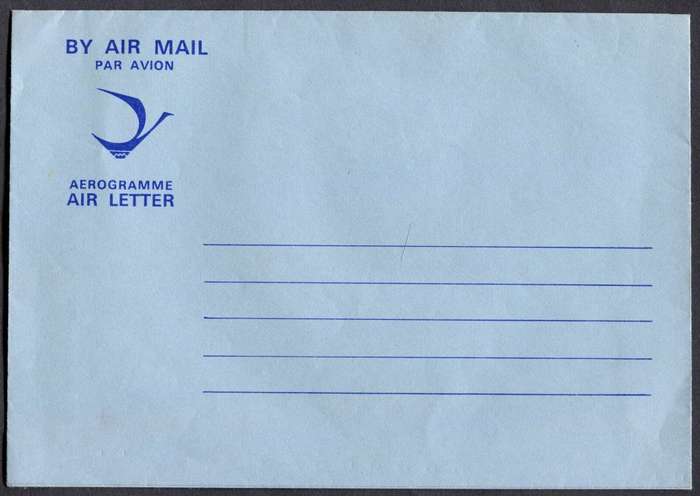 BY AIR MAIL
PAR AVION
AEROGRAMME
AIR LETTER